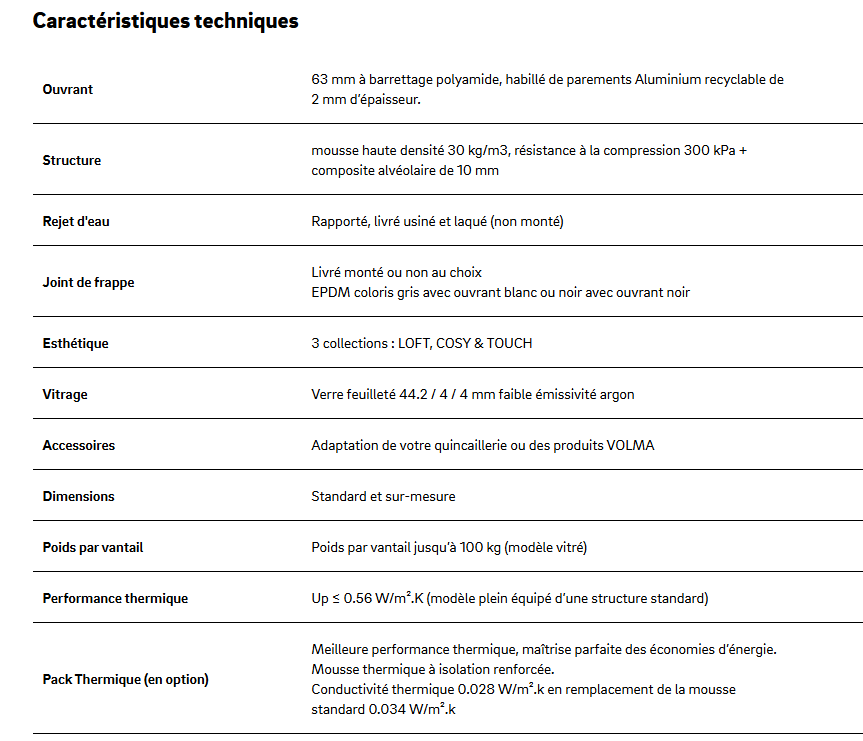 Caractéristiques techniques
Ouvrant
63 mm à barrettage polyamide, habillé de parements Aluminium recyclable de
2 mm d’épaisseur.
Structure
mousse haute densité 30 kg/m3, résistance à la compression 300 kPa +
composite alvéolaire de 10 mm
Rejet d'eau
Rapporté, livré usiné et laqué (non monté)
Joint de frappe
Livré monté ou non au choix
EPDM coloris gris avec ouvrant blanc ou noir avec ouvrant noir
Esthétique
3 collections : LOFT, COSY & TOUCH
Vitrage
Verre feuilleté 44.2 / 4 / 4 mm faible émissivité argon
Accessoires
Adaptation de votre quincaillerie ou des produits VOLMA
Dimensions
Standard et sur-mesure
Poids par vantail
Poids par vantail jusqu’à 100 kg (modèle vitré)
Performance thermique
Up ≤ 0.56 W/m².K (modèle plein équipé d’une structure standard)
Pack Thermique (en option)
Meilleure performance thermique, maîtrise parfaite des économies d’énergie.
Mousse thermique à isolation renforcée.
Conductivité thermique 0.028 W/m².k en remplacement de la mousse
standard 0.034 W/m².k